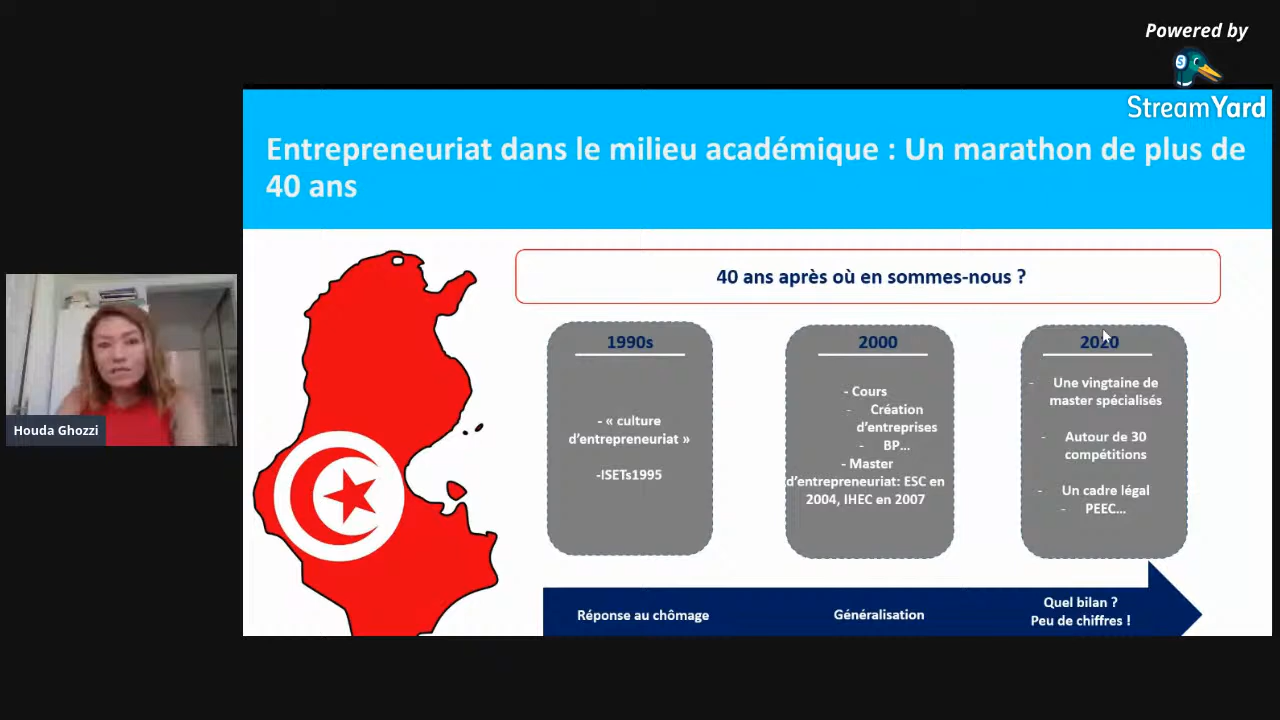 Powered by
StreamYard
Entrepreneuriat dans le milieu académique : Un marathon de plus de
40 ans
40 ans après où en sommes-nous ?
1990s
- « culture
d'entrepreneuriat »
-ISETs1995
2000
- Cours
- Création
d'entreprises
- BP...
- Master
d'entrepreneuriat: ESC en
2004, IHEC en 2007
2020
- Une vingtaine de
master spécialisés
- Autour de 30
compétitions
- Un cadre légal
- PEEC...
Réponse au chômage
Généralisation
Quel bilan ?
Peu de chiffres !
Houda Ghozzi